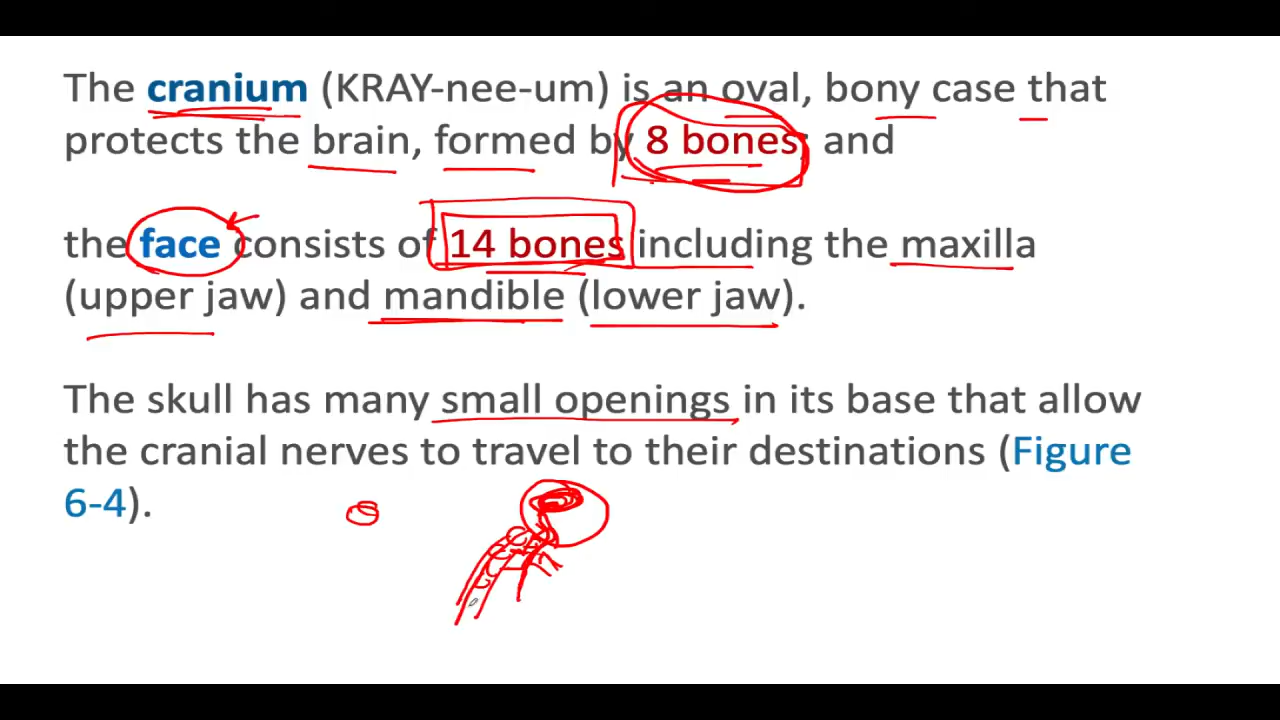 The cranium (KRAY-nee-um) is an oval, bony case that
protects the brain, formed by 8 bones; and
the face consists of 14 bones including the maxilla
(upper jaw) and mandible (lower jaw).
The skull has many small openings in its base that allow
the cranial nerves to travel to their destinations (Figure
6-4).